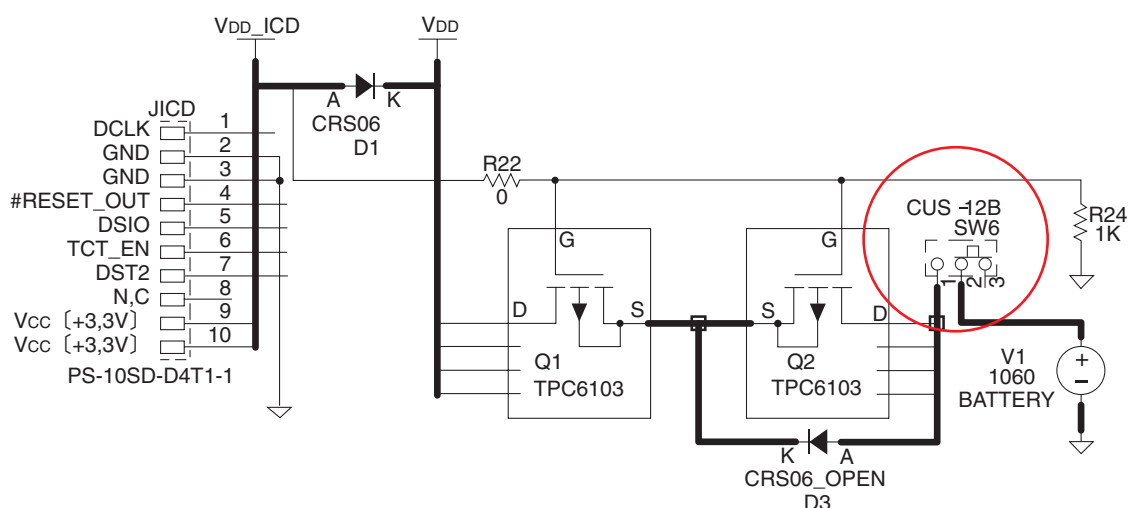 VDD_ICD
VDD
JICD
DCLK 1
GND 2
GND 3
#RESET_OUT 4
DSIO 5
TCT_EN 6
DST2 7
N,C 8
VCC〔+3,3V〕 9
VCC〔+3,3V〕 10
PS-10SD-D4T1-1
A K
CRS06
D1
R22
0
G
D
S
Q1
TPC6103
G
S
D
Q2
TPC6103
CUS -12B
SW6
1 2 3
R24
1K
V1
1060
BATTERY
+
−
K A
CRS06_OPEN
D3